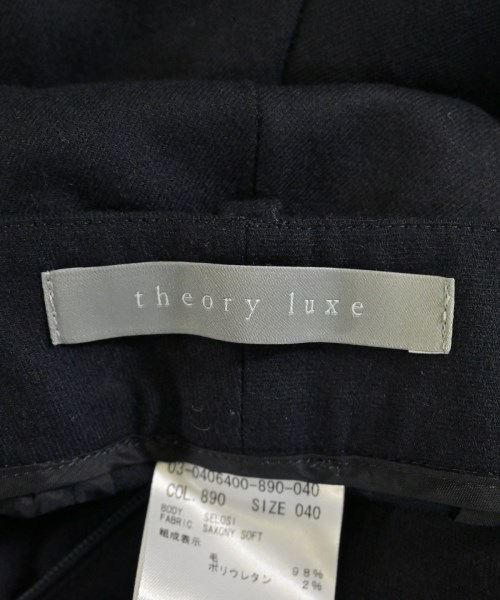 theory luxe
03-0406400-890-040
COL. 890 SIZE 040
BODY SELOSI
FABRIC SAXONY SOFT
組成表示
毛 98%
ポリウレタン 2%